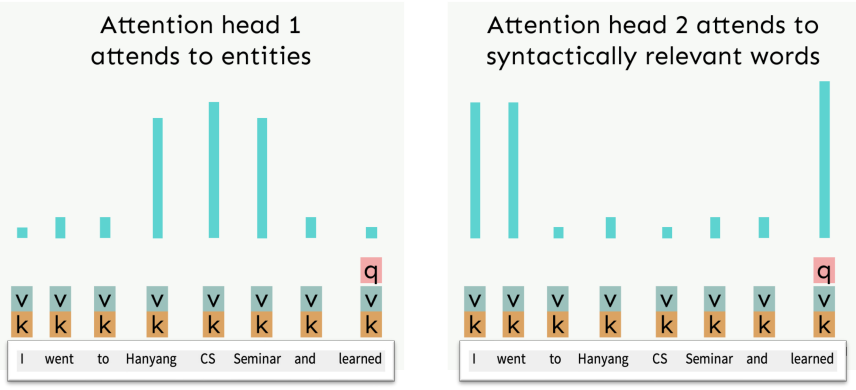 Attention head 1
attends to entities
q
v v v v v v v v
k k k k k k k k
I went to Hanyang CS Seminar and learned
Attention head 2 attends to
syntactically relevant words
q
v v v v v v v v
k k k k k k k k
I went to Hanyang CS Seminar and learned